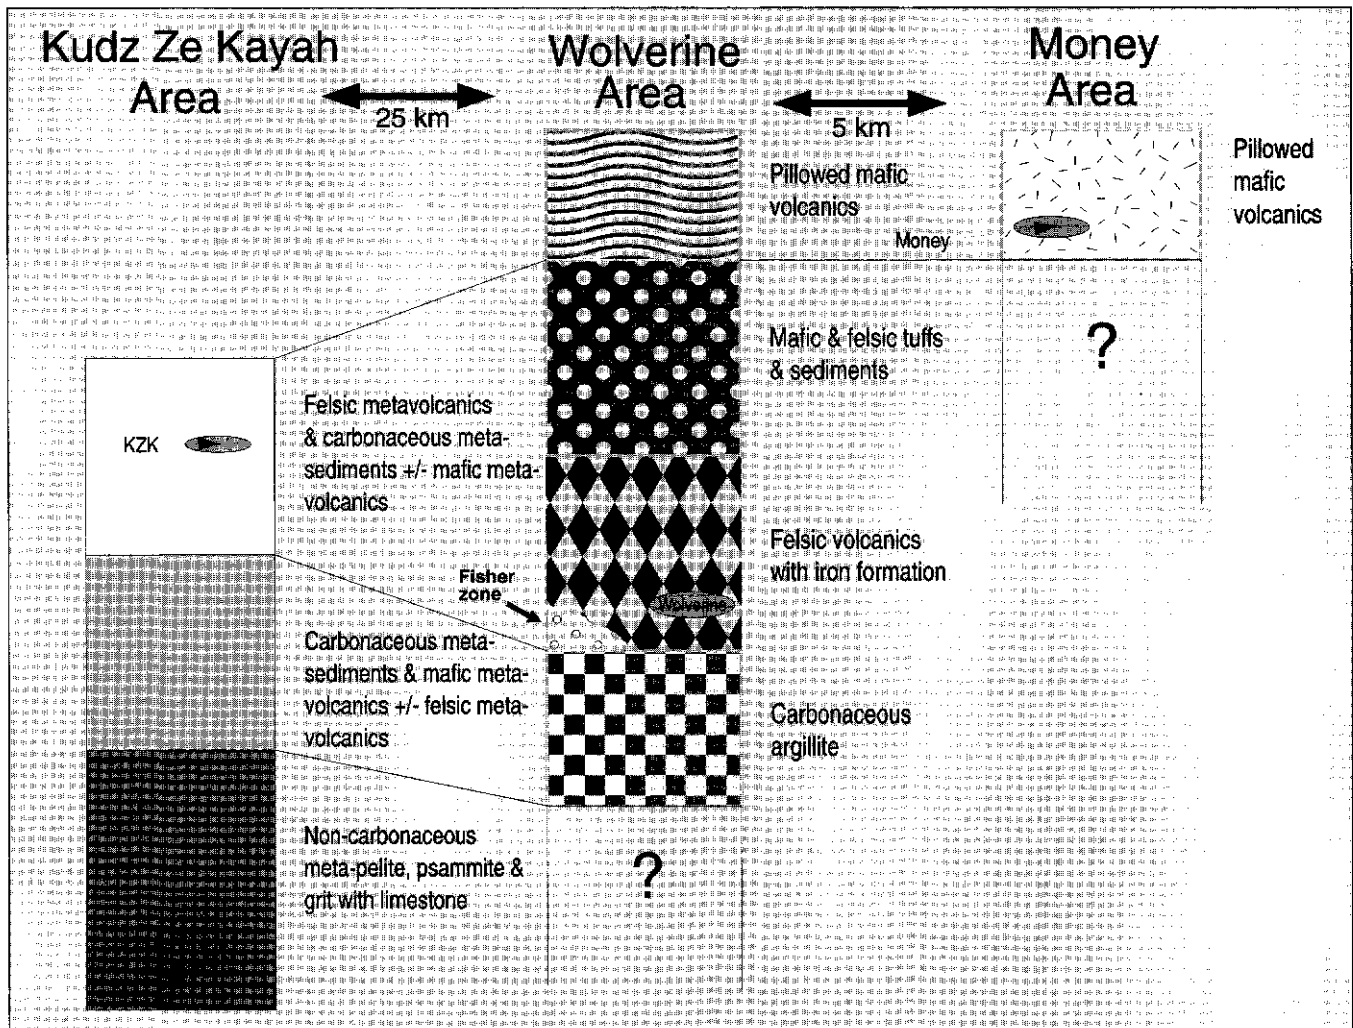 Kudz Ze Kayah
Area
25 km
Wolverine
Area
5 km
Money
Area
Pillowed mafic
volcanics
Money
Pillowed
mafic
volcanics
Mafic & felsic tuffs
& sediments
?
KZK
Felsic metavolcanics
& carbonaceous meta-
sediments +/- mafic meta-
volcanics
Felsic volcanics
with iron formation
Fisher
zone
Wolverine
Carbonaceous meta-
sediments & mafic meta-
volcanics +/- felsic meta-
volcanics
Carbonaceous
argillite
Non-carbonaceous
meta-pelite, psammite &
grit with limestone
?